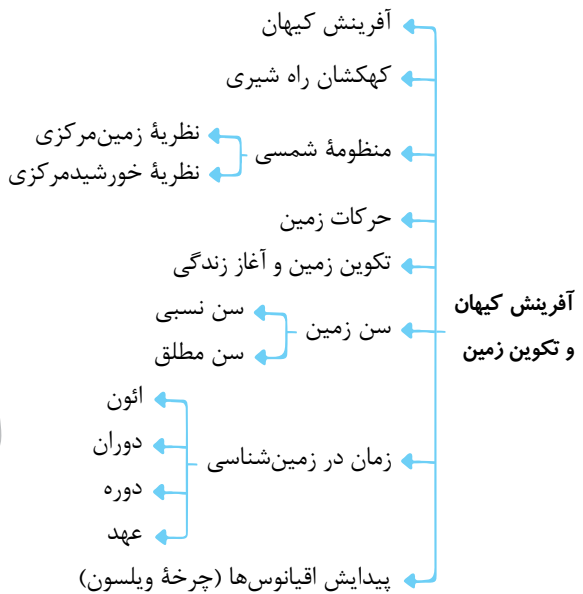 آفرینش کیهان
و تکوین زمین
آفرینش کیهان
کهکشان راه شیری
منظومهٔ شمسی
نظریهٔ زمین‌مرکزی
نظریهٔ خورشیدمرکزی
حرکات زمین
تکوین زمین و آغاز زندگی
سن زمین
سن نسبی
سن مطلق
زمان در زمین‌شناسی
ائون
دوران
دوره
عهد
پیدایش اقیانوس‌ها (چرخهٔ ویلسون)